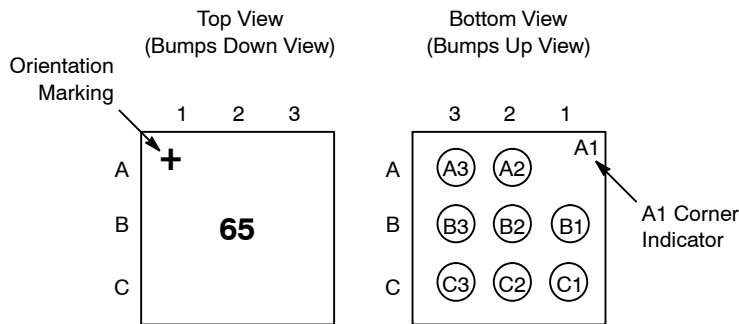 Top View
(Bumps Down View)
Orientation
Marking
1 2 3
A
B
C
+
65
Bottom View
(Bumps Up View)
3 2 1
A
B
C
A1
A3 A2
B3 B2 B1
C3 C2 C1
A1 Corner
Indicator